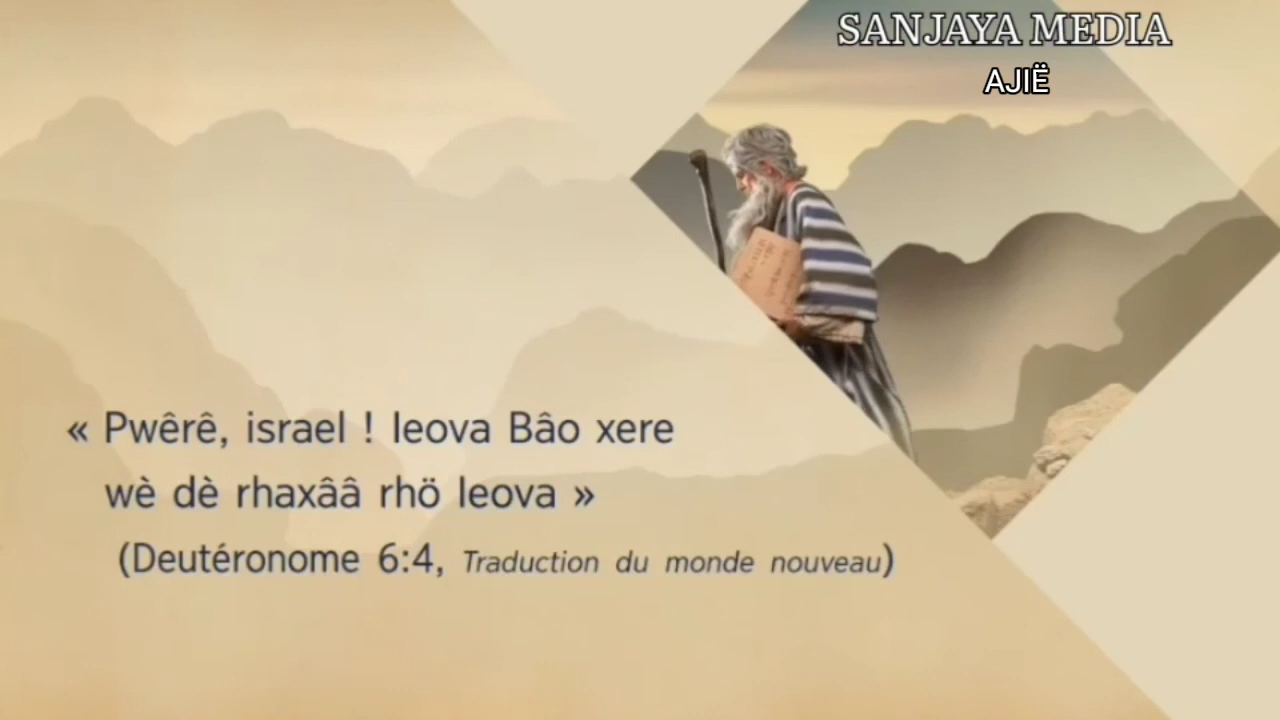 SANJAYA MEDIA
AJIË
« Pwêrê, israel ! Ieova Bâo xere
wè dè rhaxââ rhö Ieova »
(Deutéronome 6:4, Traduction du monde nouveau)